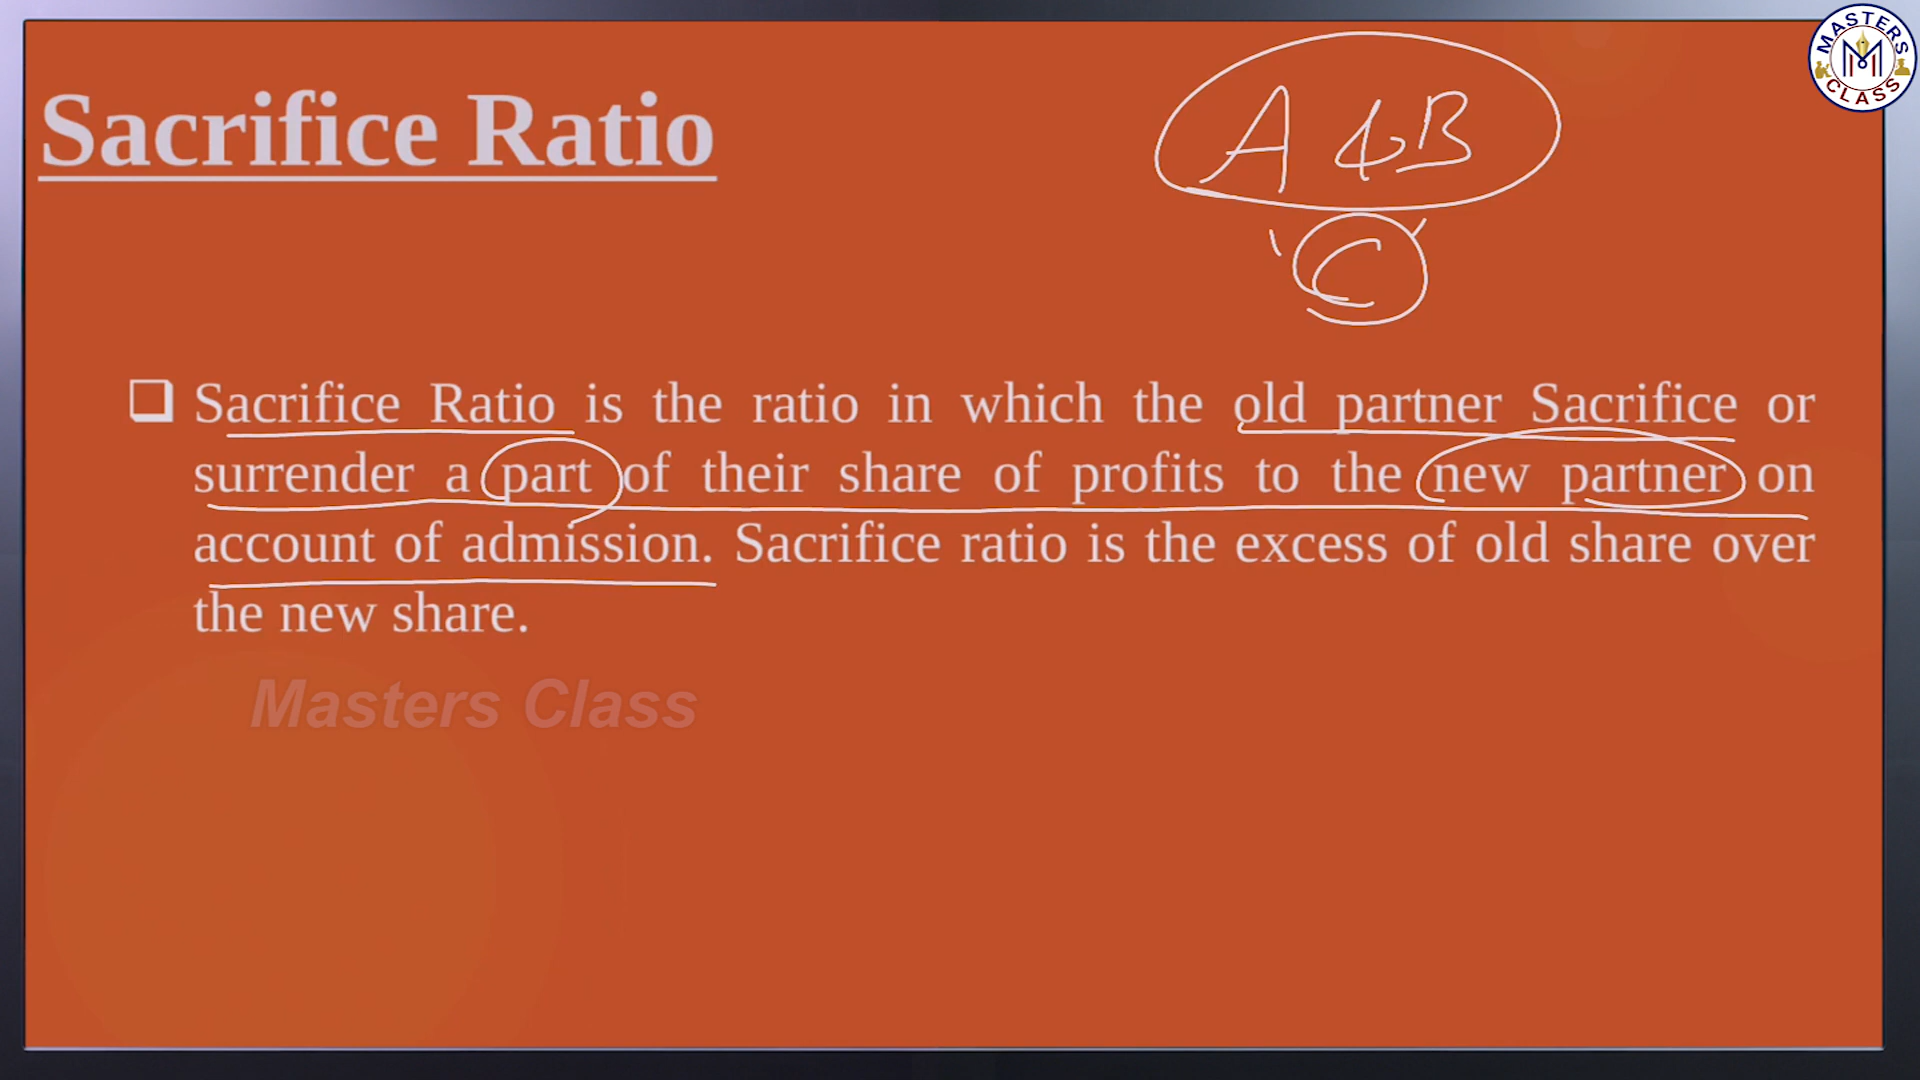 MASTERS
M
CLASS
Sacrifice Ratio
A & B
C
❑ Sacrifice Ratio is the ratio in which the old partner Sacrifice or
surrender a part of their share of profits to the new partner on
account of admission. Sacrifice ratio is the excess of old share over
the new share.
Masters Class